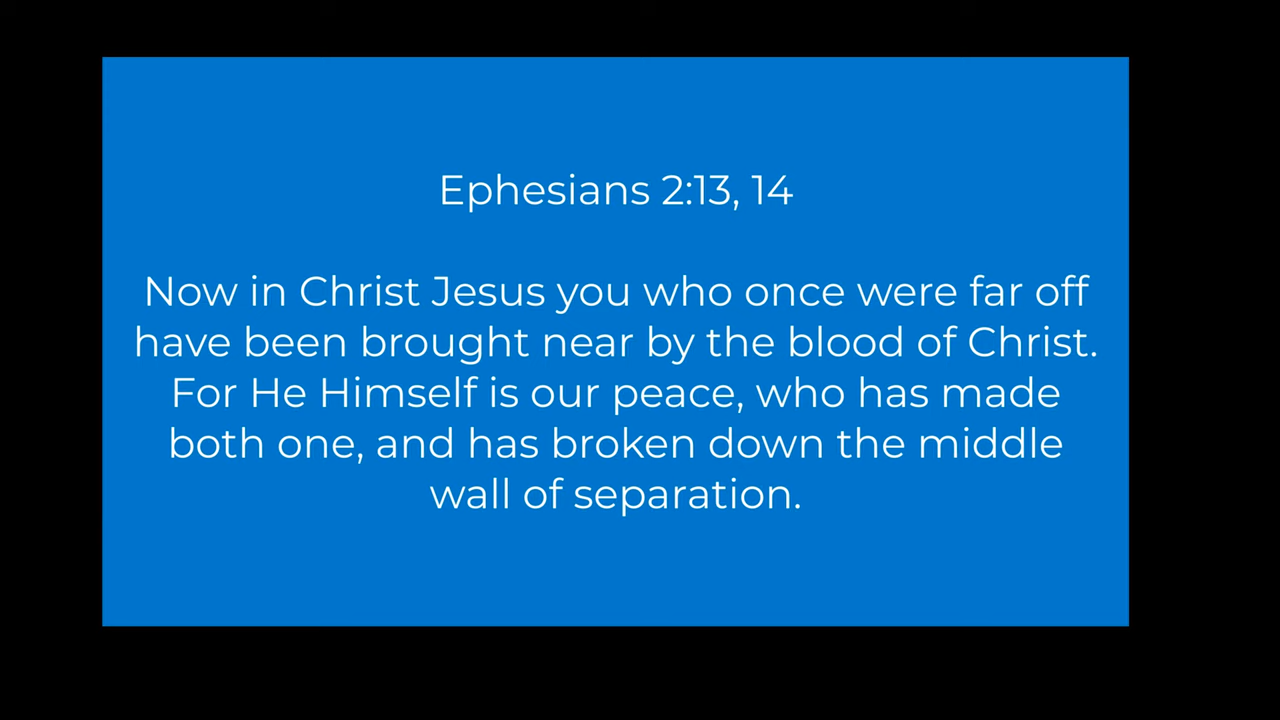 Ephesians 2:13, 14
Now in Christ Jesus you who once were far off
have been brought near by the blood of Christ.
For He Himself is our peace, who has made
both one, and has broken down the middle
wall of separation.